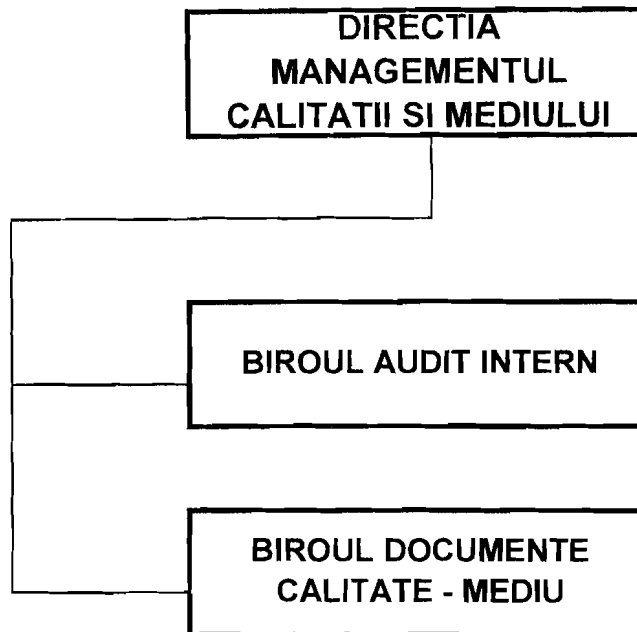 DIRECTIA
MANAGEMENTUL
CALITATII SI MEDIULUI
BIROUL AUDIT INTERN
BIROUL DOCUMENTE
CALITATE - MEDIU